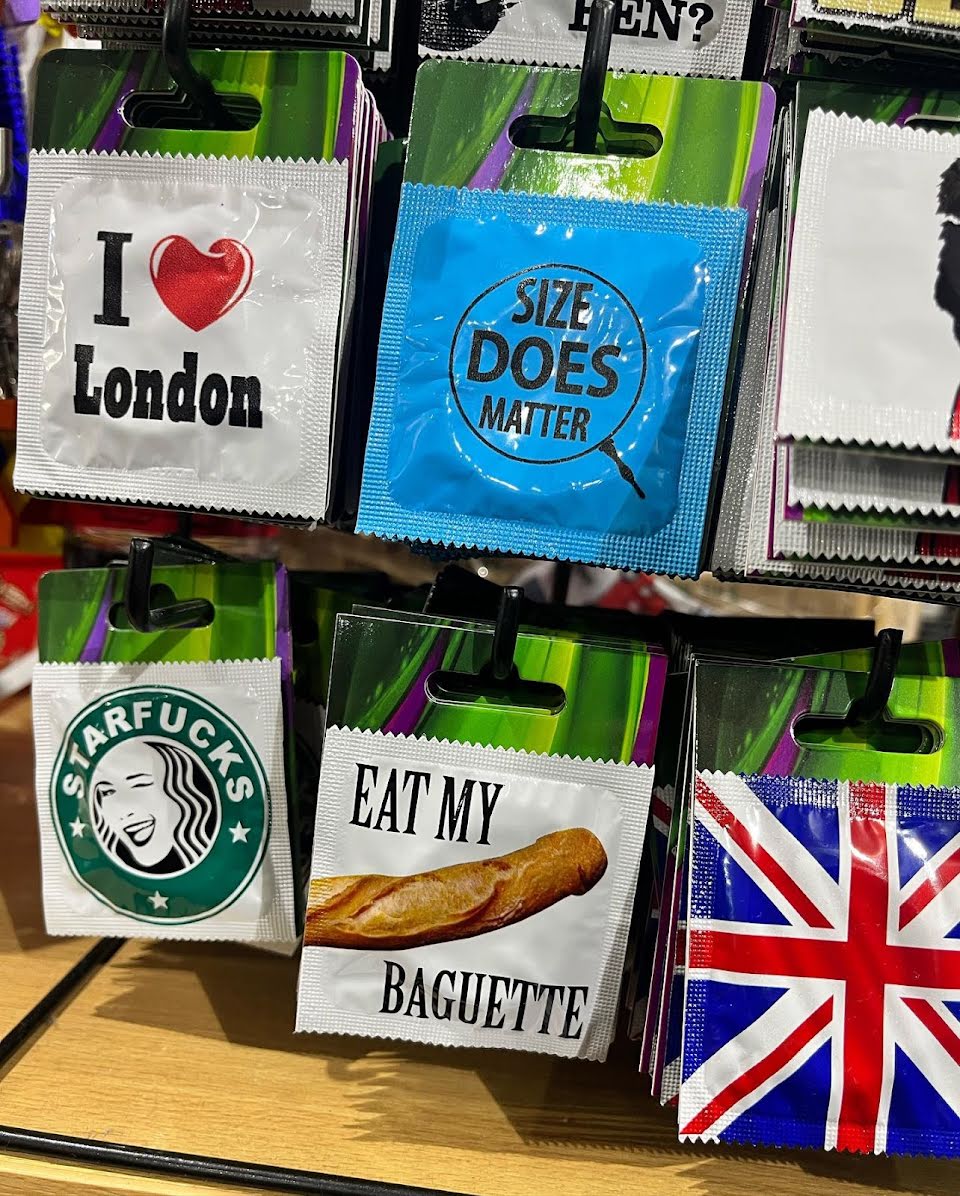 I
London
SIZE
DOES
MATTER
STARFUCKS
EAT MY
BAGUETTE